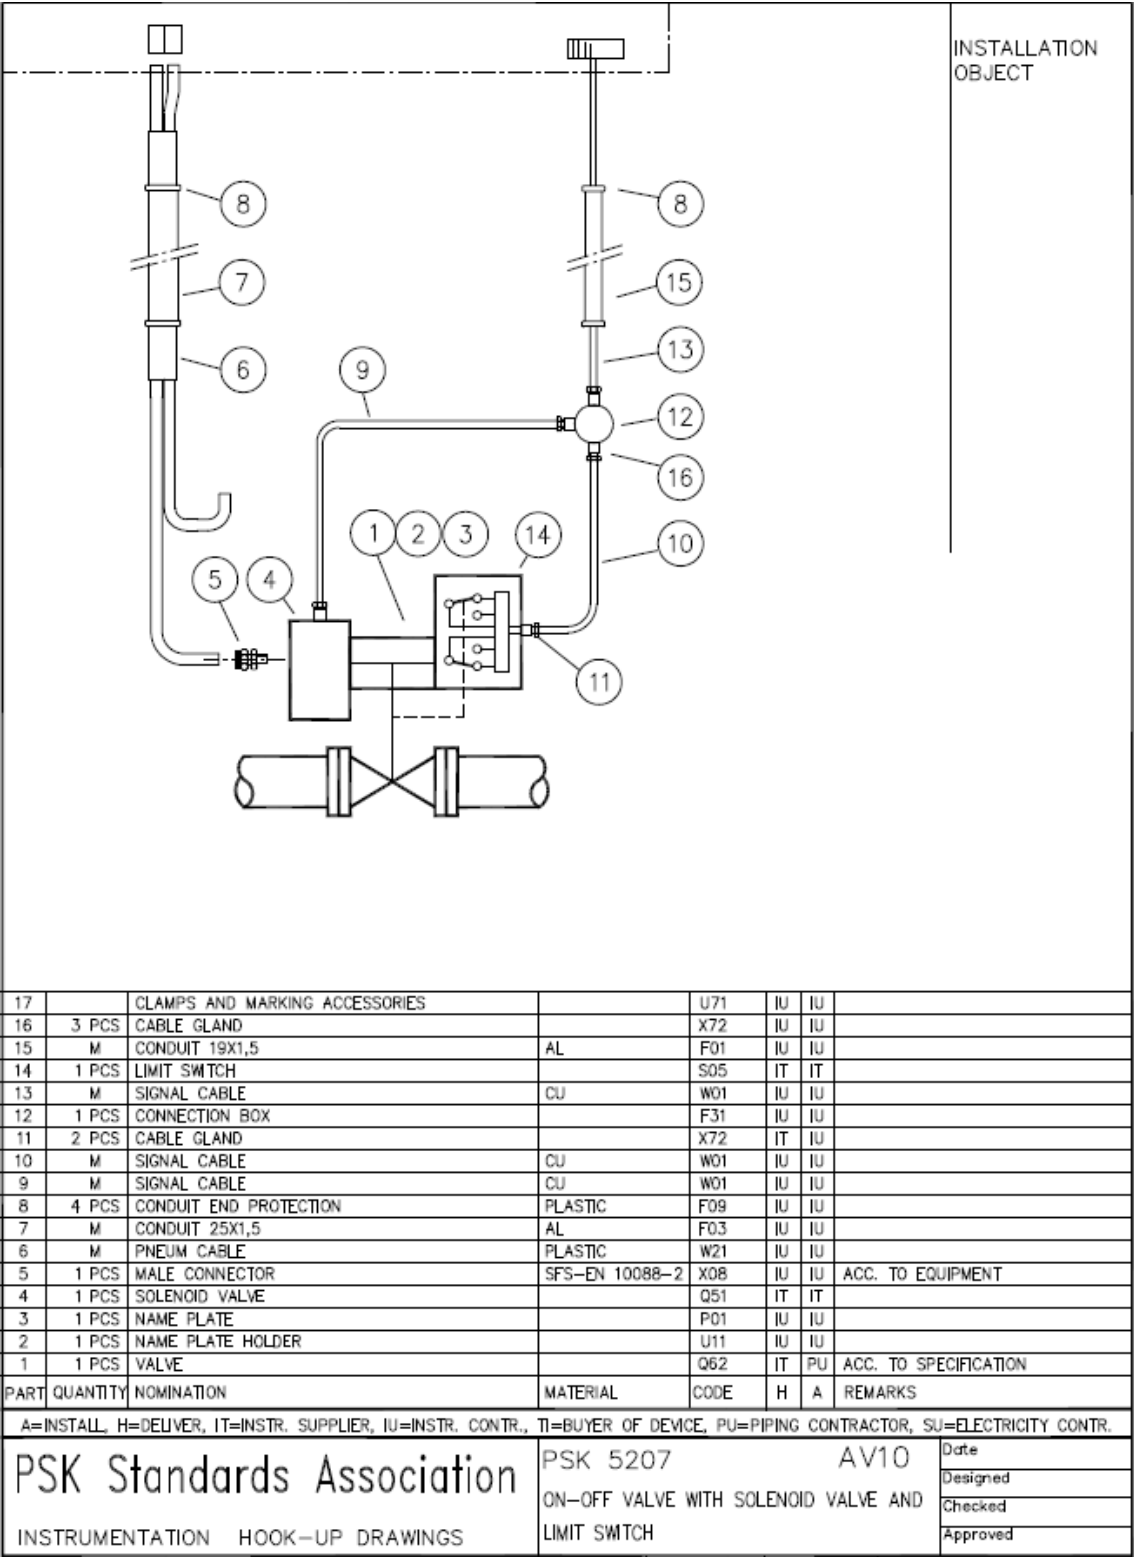 INSTALLATION
OBJECT
8
8
7
15
6
13
9
12
16
1 2 3 14
10
5 4
11
17 CLAMPS AND MARKING ACCESSORIES U71 IU IU
16 3 PCS CABLE GLAND X72 IU IU
15 M CONDUIT 19X1,5 AL F01 IU IU
14 1 PCS LIMIT SWITCH S05 IT IT
13 M SIGNAL CABLE CU W01 IU IU
12 1 PCS CONNECTION BOX F31 IU IU
11 2 PCS CABLE GLAND X72 IT IU
10 M SIGNAL CABLE CU W01 IU IU
9 M SIGNAL CABLE CU W01 IU IU
8 4 PCS CONDUIT END PROTECTION PLASTIC F09 IU IU
7 M CONDUIT 25X1,5 AL F03 IU IU
6 M PNEUM CABLE PLASTIC W21 IU IU
5 1 PCS MALE CONNECTOR SFS-EN 10088-2 X08 IU IU ACC. TO EQUIPMENT
4 1 PCS SOLENOID VALVE Q51 IT IT
3 1 PCS NAME PLATE P01 IU IU
2 1 PCS NAME PLATE HOLDER U11 IU IU
1 1 PCS VALVE Q62 IT PU ACC. TO SPECIFICATION
PART QUANTITY NOMINATION MATERIAL CODE H A REMARKS
A=INSTALL, H=DELIVER, IT=INSTR. SUPPLIER, IU=INSTR. CONTR., TI=BUYER OF DEVICE, PU=PIPING CONTRACTOR, SU=ELECTRICITY CONTR.
PSK Standards Association
INSTRUMENTATION HOOK-UP DRAWINGS
PSK 5207 AV10
ON-OFF VALVE WITH SOLENOID VALVE AND
LIMIT SWITCH
Date
Designed
Checked
Approved